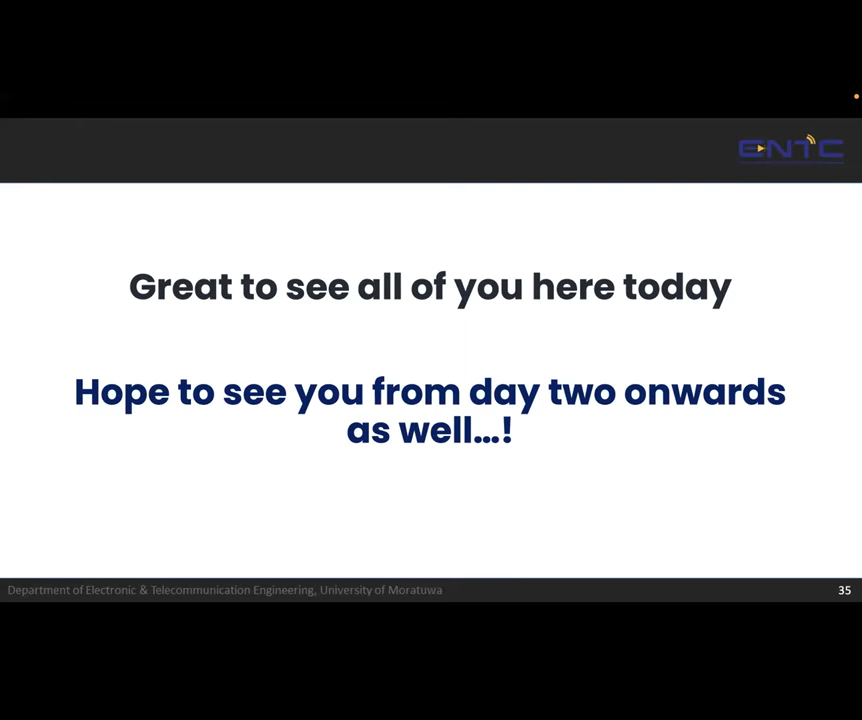 ENTC
Great to see all of you here today
Hope to see you from day two onwards
as well...!
Department of Electronic & Telecommunication Engineering, University of Moratuwa
35